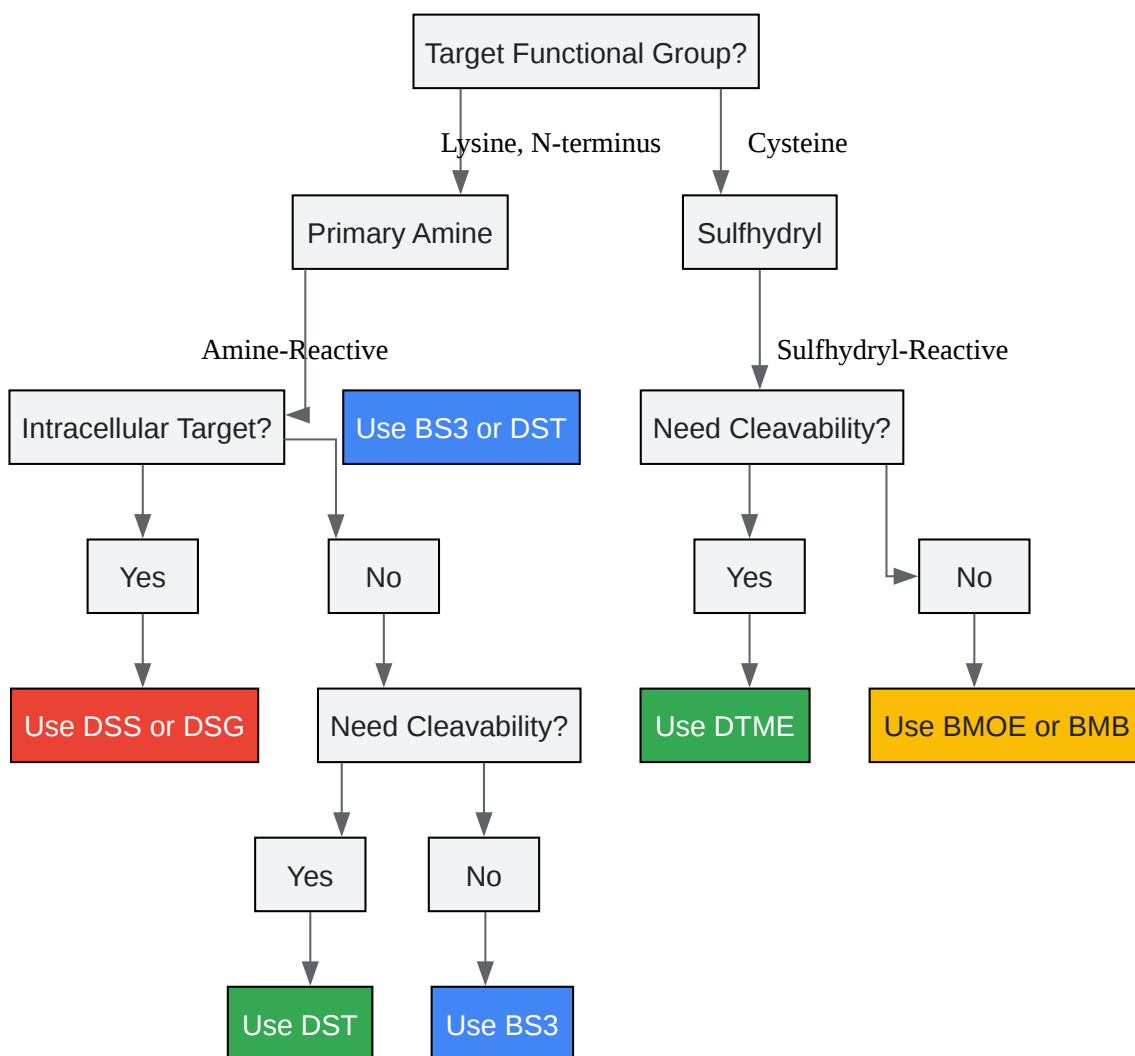 Target Functional Group?
Lysine, N-terminus
Cysteine
Primary Amine
Sulfhydryl
Amine-Reactive
Sulfhydryl-Reactive
Intracellular Target?
Use BS3 or DST
Need Cleavability?
Yes
No
Yes
No
Use DSS or DSG
Need Cleavability?
Use DTME
Use BMOE or BMB
Yes
No
Use DST
Use BS3